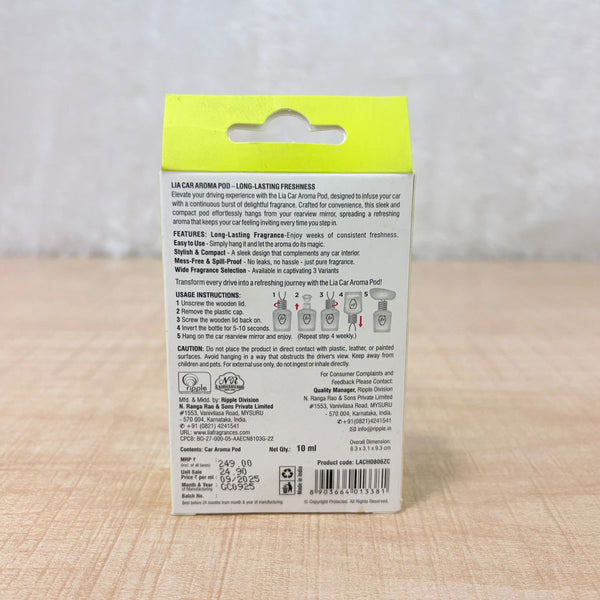 LIA CAR AROMA POD – LONG-LASTING FRESHNESS
Elevate your driving experience with the Lia Car Aroma Pod, designed to infuse your car
with a continuous burst of delightful fragrance. Crafted for convenience, this sleek and
compact pod effortlessly hangs from your rearview mirror, spreading a refreshing
aroma that keeps your car feeling inviting every time you step in.
FEATURES: Long-Lasting Fragrance-Enjoy weeks of consistent freshness.
Easy to Use - Simply hang it and let the aroma do its magic.
Stylish & Compact - A sleek design that complements any car interior.
Mess-Free & Spill-Proof - No leaks, no hassle - just pure fragrance.
Wide Fragrance Selection - Available in captivating 3 Variants
Transform every drive into a refreshing journey with the Lia Car Aroma Pod!
USAGE INSTRUCTIONS:
1 Unscrew the wooden lid.
2 Remove the plastic cap.
3 Screw the wooden lid back on.
4 Invert the bottle for 5-10 seconds.
5 Hang on the car rearview mirror and enjoy. (Repeat step 4 weekly.)
1 2 3 4 5
CAUTION: Do not place the product in direct contact with plastic, leather, or painted
surfaces. Avoid hanging in a way that obstructs the driver's view. Keep away from
children and pets. For external use only, do not ingest or inhale directly.
ripple
NR
Mfd. & Midd. by: Ripple Division
N. Ranga Rao & Sons Private Limited
#1553, Vanivilasa Road, MYSURU
- 570 004, Karnataka, INDIA.
+91 (0821) 4241541
www.liafragrances.com
CPCB: BO-27-000-05-AAECN8103G-22
For Consumer Complaints and
Feedback Please Contact:
Quality Manager, Ripple Division
N. Ranga Rao & Sons Private Limited
#1553, Vanivilasa Road, MYSURU
- 570 004, Karnataka, INDIA.
+91(0821)4241541
info@ripple.in
Overall Dimension:
6.3 x 3.1 x 9.3 cm
Contents: Car Aroma Pod Net Qty.: 10 ml
Product code: LACH0806ZC
MRP ₹ 249.00
(incl. of all taxes)
Unit Sale 24.90
Price ₹ per ml
Month & Year 09/2025
of Manufacturing GC0925
Batch No. :
Best before 24 months from month & year of manufacturing.
Made in India
8903664013381
© Copyright Protected. All Rights Reserved.